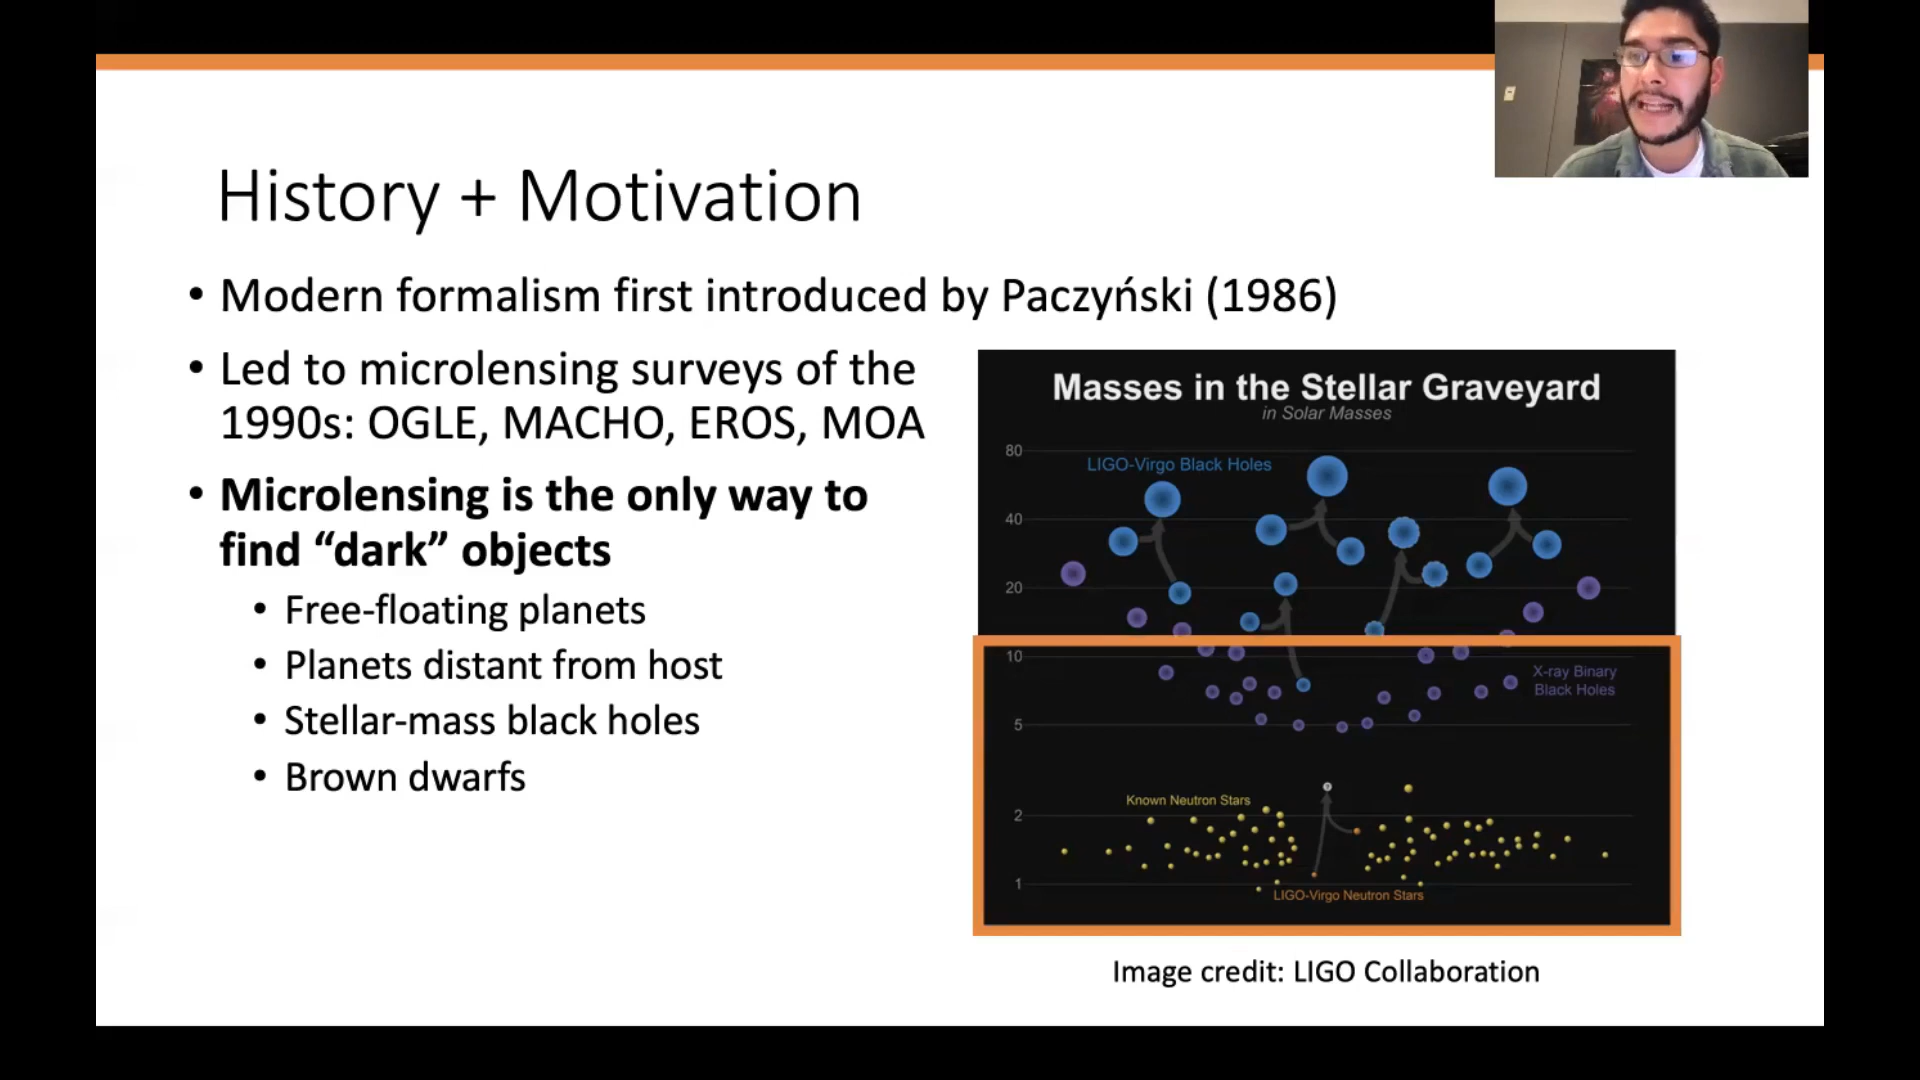 History + Motivation
• Modern formalism first introduced by Paczyński (1986)
• Led to microlensing surveys of the
1990s: OGLE, MACHO, EROS, MOA
• Microlensing is the only way to
find “dark” objects
• Free-floating planets
• Planets distant from host
• Stellar-mass black holes
• Brown dwarfs
Masses in the Stellar Graveyard
in Solar Masses
80
LIGO-Virgo Black Holes
40
20
10
X-ray Binary
Black Holes
5
Known Neutron Stars
2
1
LIGO-Virgo Neutron Stars
Image credit: LIGO Collaboration